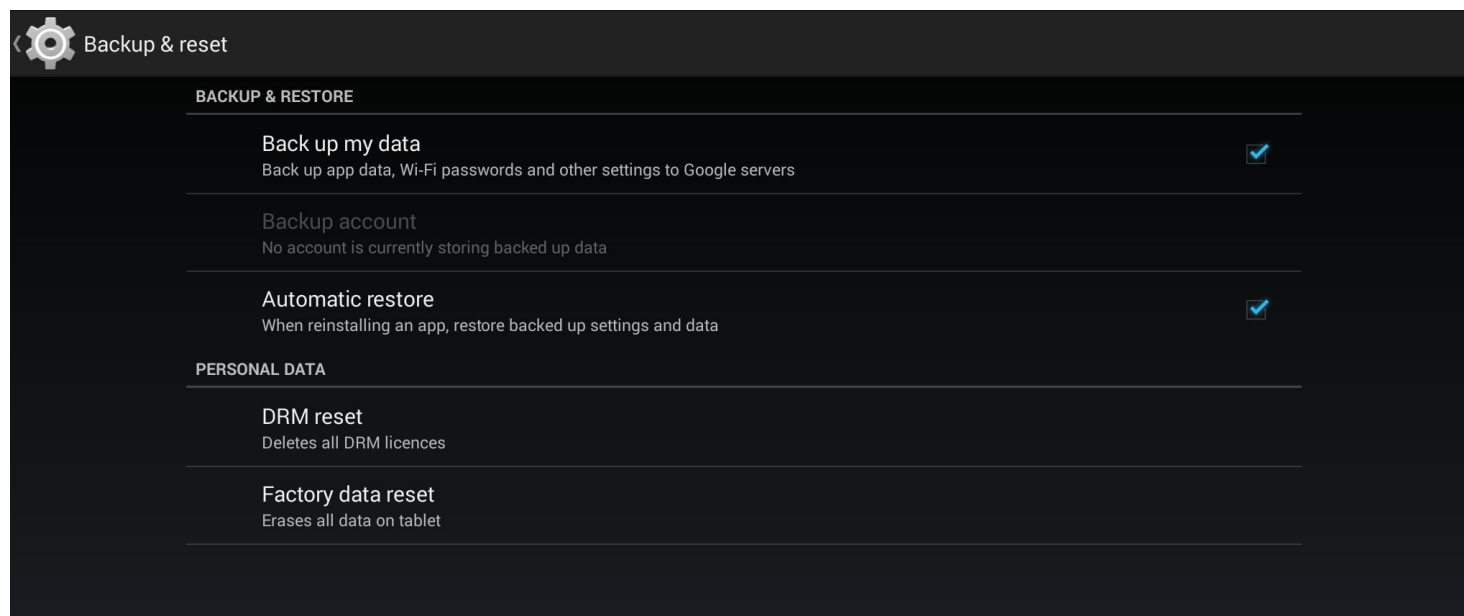 Backup & reset
BACKUP & RESTORE
Back up my data
Back up app data, Wi-Fi passwords and other settings to Google servers
Backup account
No account is currently storing backed up data
Automatic restore
When reinstalling an app, restore backed up settings and data
PERSONAL DATA
DRM reset
Deletes all DRM licences
Factory data reset
Erases all data on tablet